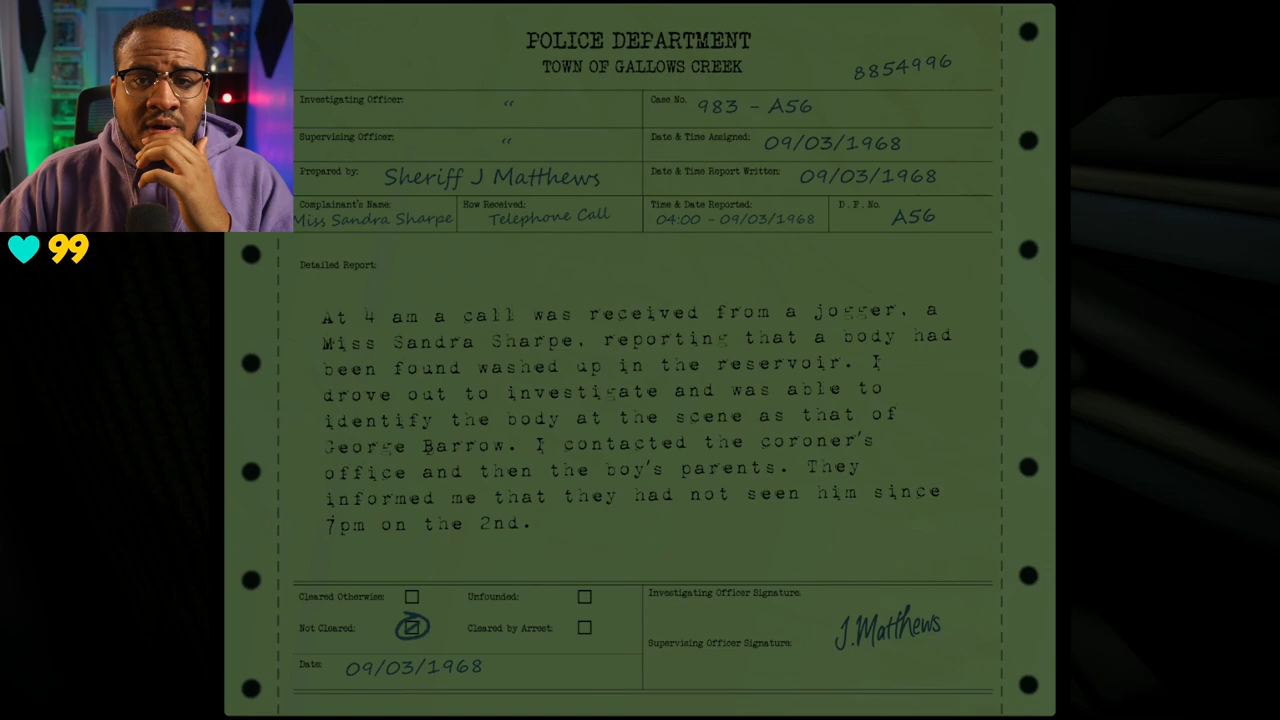 POLICE DEPARTMENT
TOWN OF GALLOWS CREEK
8854996
Investigating Officer: "
Case No. 983 - A56
Supervising Officer: "
Date & Time Assigned: 09/03/1968
Prepared by: Sheriff J Matthews
Date & Time Report Written: 09/03/1968
Complainant's Name: Miss Sandra Sharpe
How Received: Telephone Call
Time & Date Reported: 04:00 - 09/03/1968
D.F. No. A56
99
Detailed Report:
At 4 am a call was received from a jogger, a
Miss Sandra Sharpe, reporting that a body had
been found washed up in the reservoir. I
drove out to investigate and was able to
identify the body at the scene as that of
George Barrow. I contacted the coroner's
office and then the boy's parents. They
informed me that they had not seen him since
7pm on the 2nd.
Cleared Otherwise:
Unfounded:
Not Cleared:
Cleared by Arrest:
Date: 09/03/1968
Investigating Officer Signature:
Supervising Officer Signature:
J.Matthews